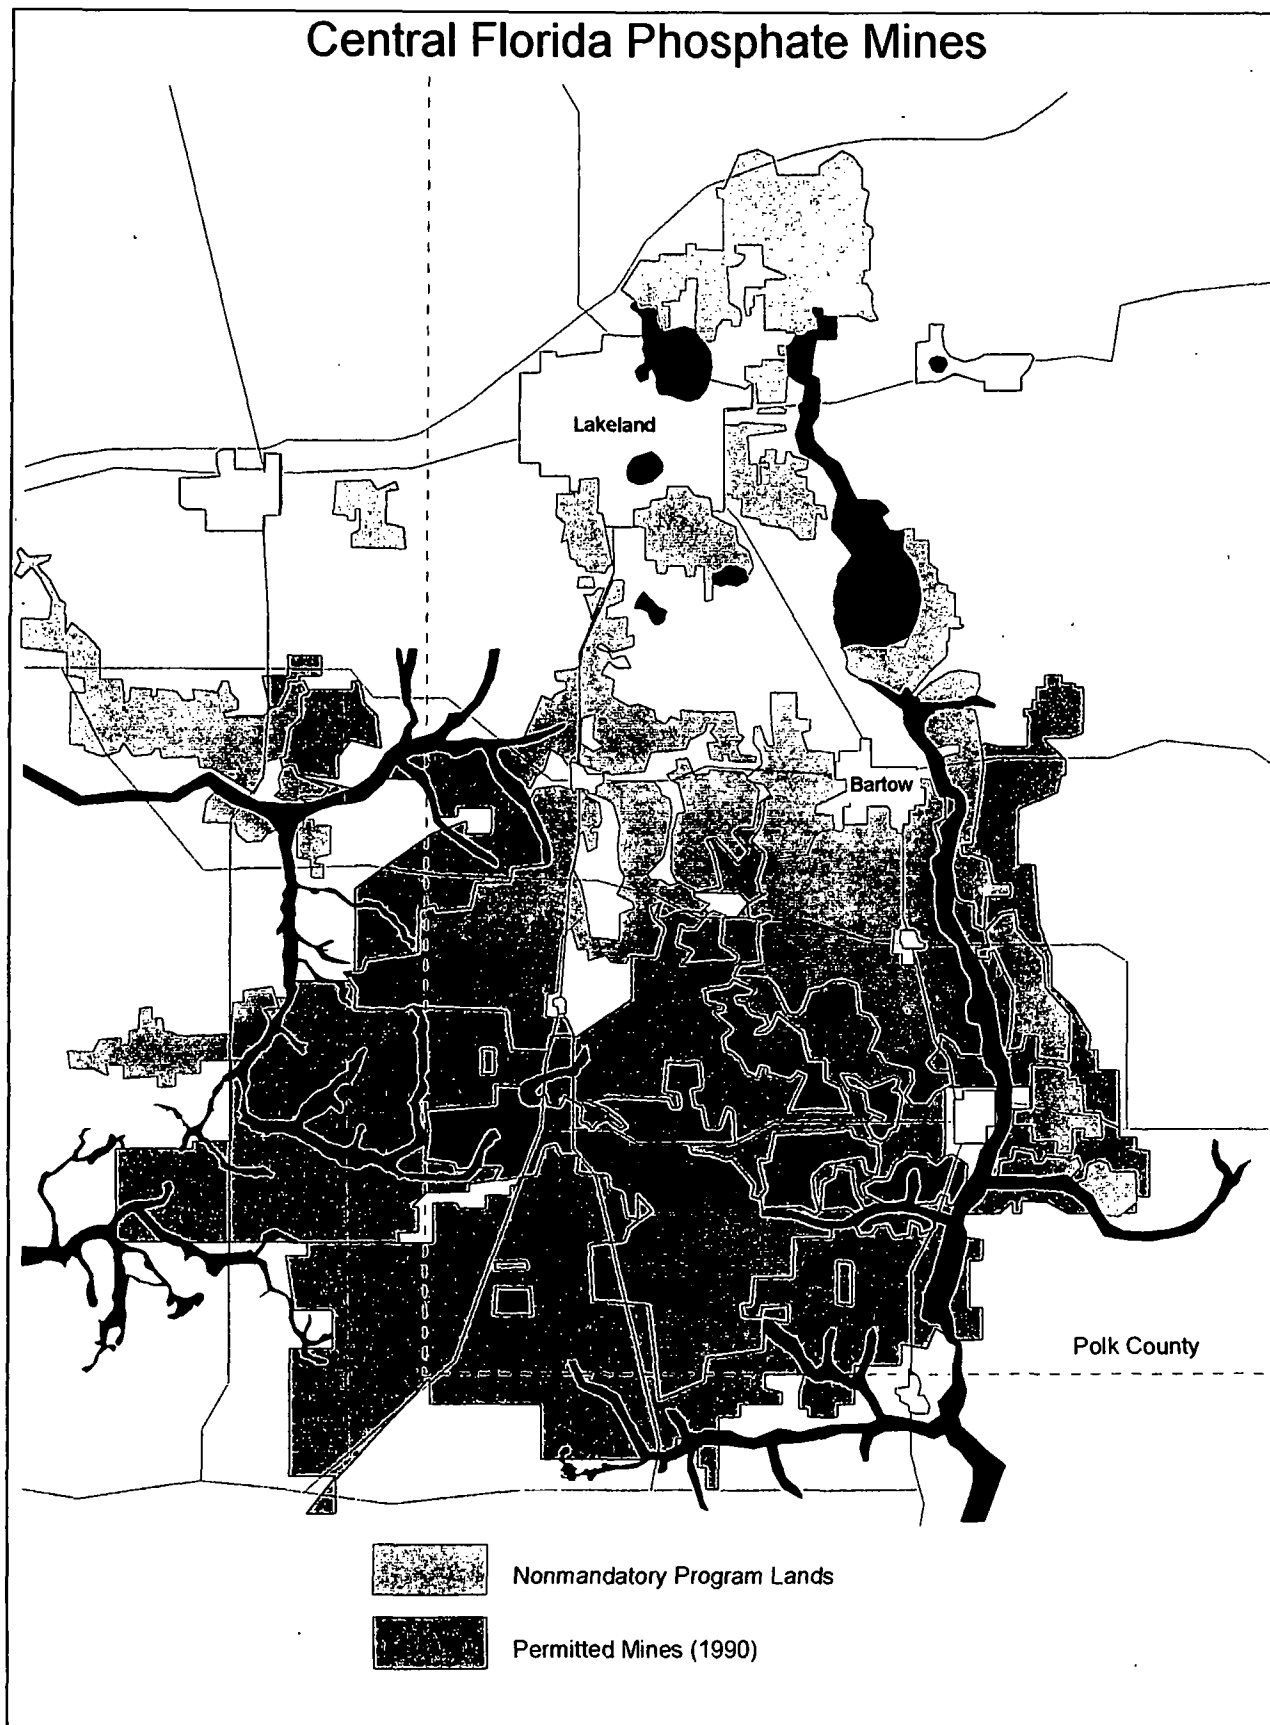 Central Florida Phosphate Mines
Lakeland
Bartow
Polk County
Nonmandatory Program Lands
Permitted Mines (1990)